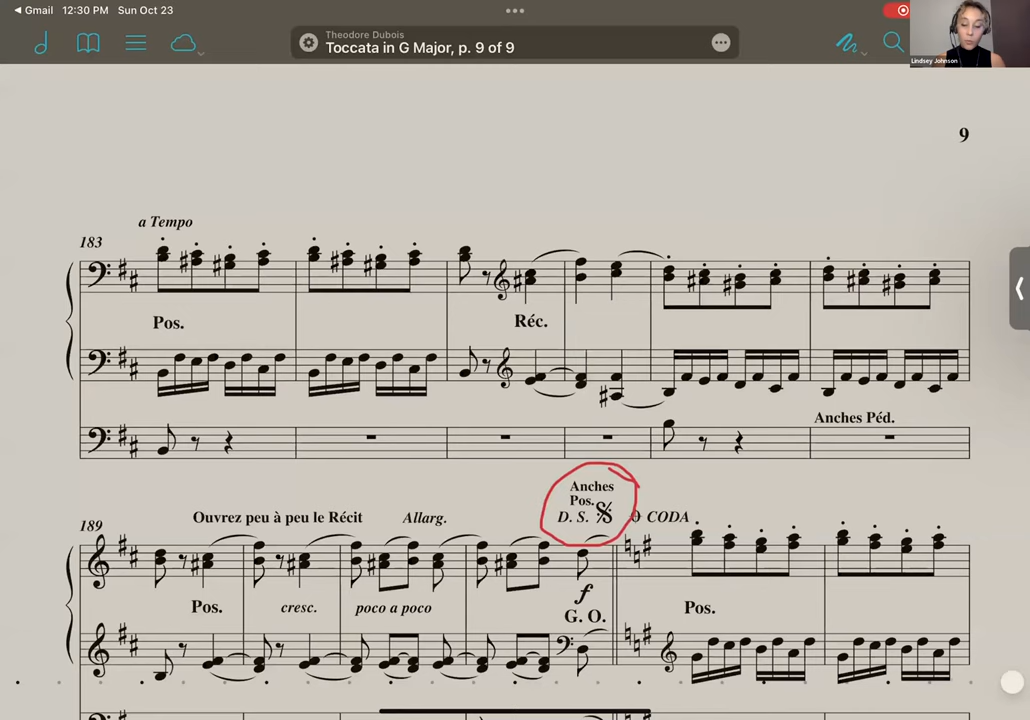 Gmail 12:30 PM Sun Oct 23
Theodore Dubois
Toccata in G Major, p. 9 of 9
Lindsey Johnson
9
a Tempo
183
Pos.
Réc.
Anches Péd.
Anches
Pos.
189 Ouvrez peu à peu le Récit Allarg. D. S. CODA
f
Pos. cresc. poco a poco G. O. Pos.